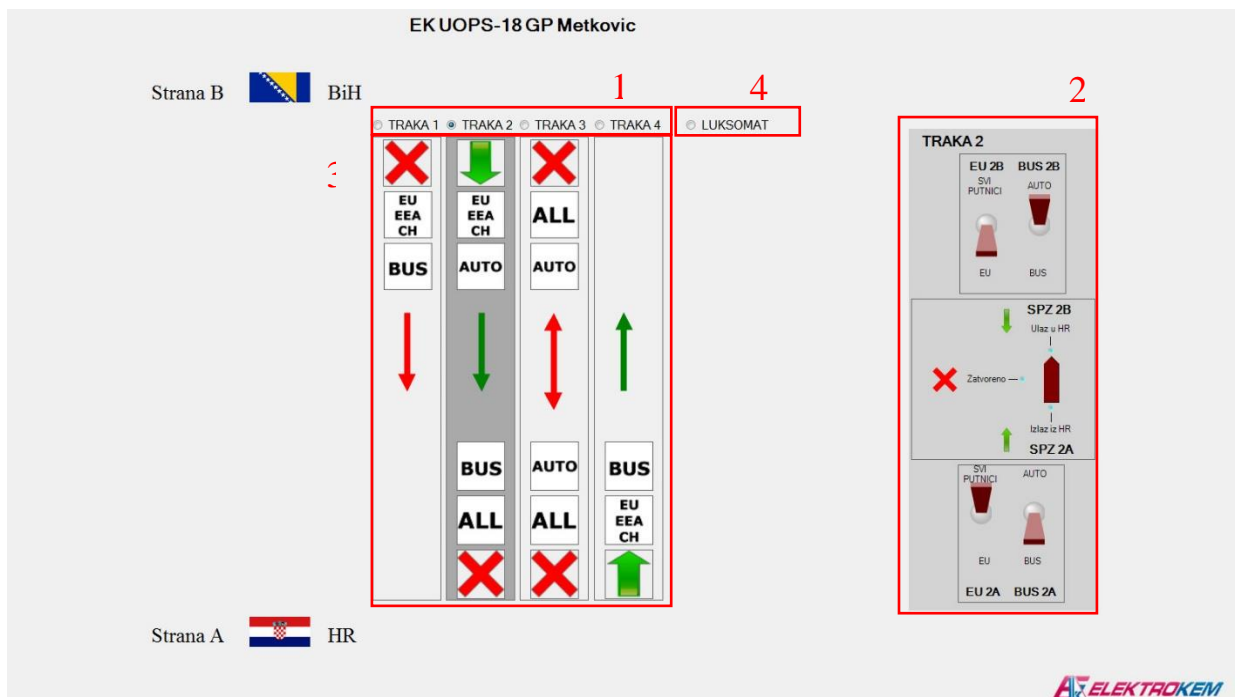 EK UOPS-18 GP Metkovic
Strana B BiH
1
4
2
TRAKA 1 TRAKA 2 TRAKA 3 TRAKA 4 LUKSOMAT
3
EU
EEA
CH
BUS
EU
EEA
CH
AUTO
ALL
AUTO
BUS
ALL
AUTO
ALL
BUS
EU
EEA
CH
TRAKA 2
EU 2B BUS 2B
SVI
PUTNICI
AUTO
EU BUS
SPZ 2B
Ulaz u HR
Zatvoreno
Izlaz iz HR
SPZ 2A
SVI
PUTNICI
AUTO
EU BUS
EU 2A BUS 2A
Strana A HR
ELEKTROKEM